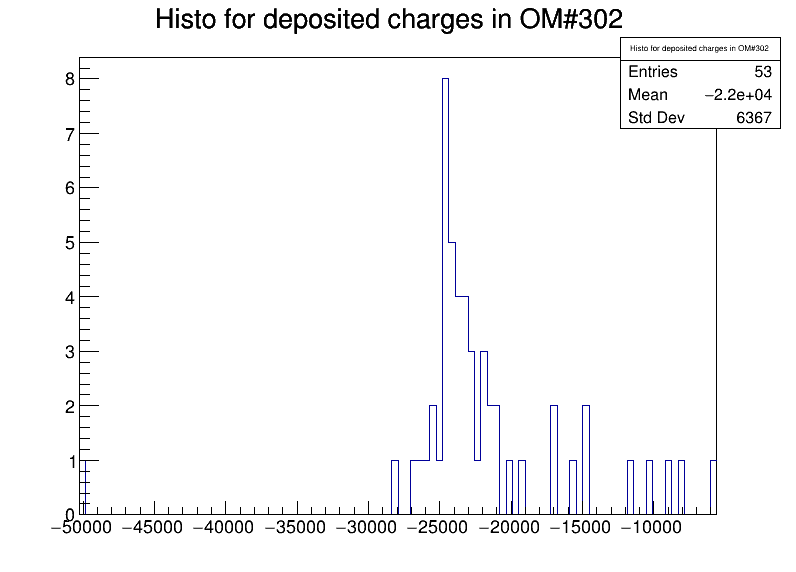 Histo for deposited charges in OM#302
Histo for deposited charges in OM#302
Entries 53
Mean −2.2e+04
Std Dev 6367
8
7
6
5
4
3
2
1
0
−50000 −45000 −40000 −35000 −30000 −25000 −20000 −15000 −10000